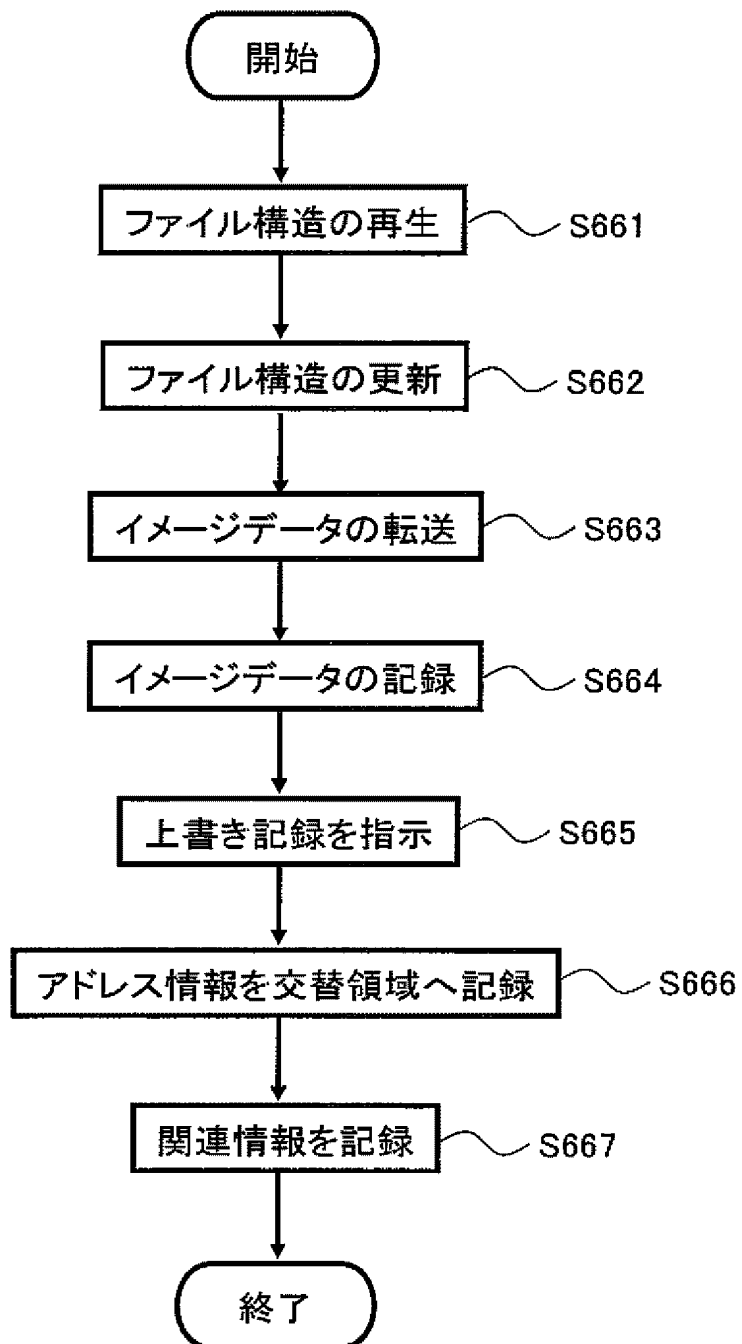 開始
ファイル構造の再生 S661
ファイル構造の更新 S662
イメージデータの転送 S663
イメージデータの記録 S664
上書き記録を指示 S665
アドレス情報を交替領域へ記録 S666
関連情報を記録 S667
終了